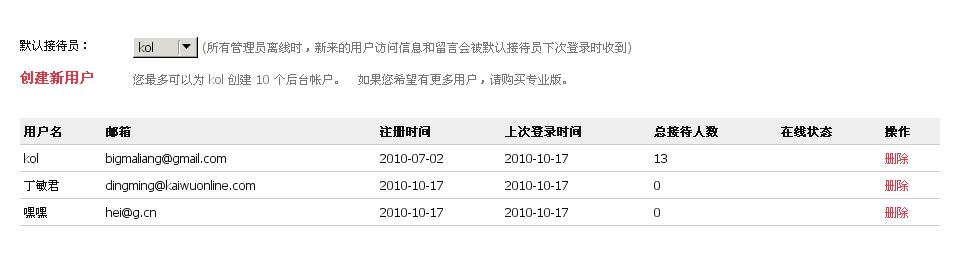 默认接待员： kol (所有管理员离线时，新来的用户访问信息和留言会被默认接待员下次登录时收到)
创建新用户 您最多可以为 kol 创建 10 个后台帐户。 如果您希望有更多用户，请购买专业版。
用户名 邮箱 注册时间 上次登录时间 总接待人数 在线状态 操作
kol bigmaliang@gmail.com 2010-07-02 2010-10-17 13 删除
丁敏君 dingming@kaiwuonline.com 2010-10-17 2010-10-17 0 删除
嘿嘿 hei@g.cn 2010-10-17 2010-10-17 0 删除